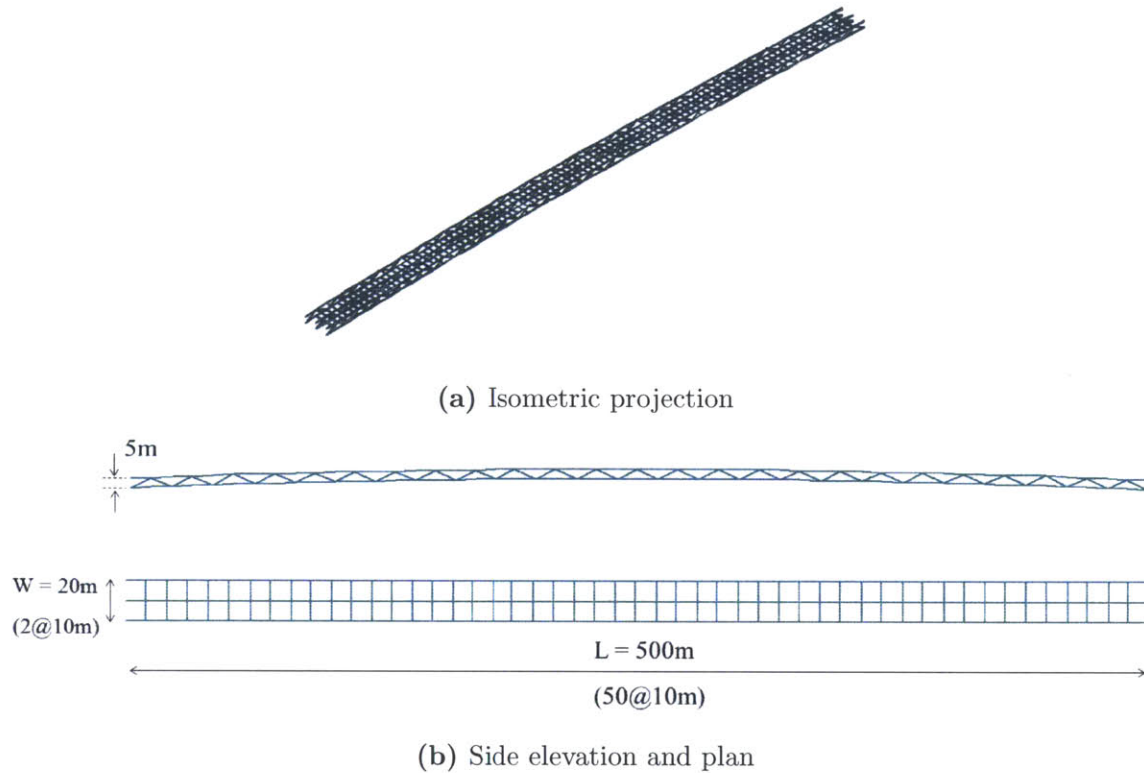 (a) Isometric projection
5m
W = 20m
(2@10m)
L = 500m
(50@10m)
(b) Side elevation and plan